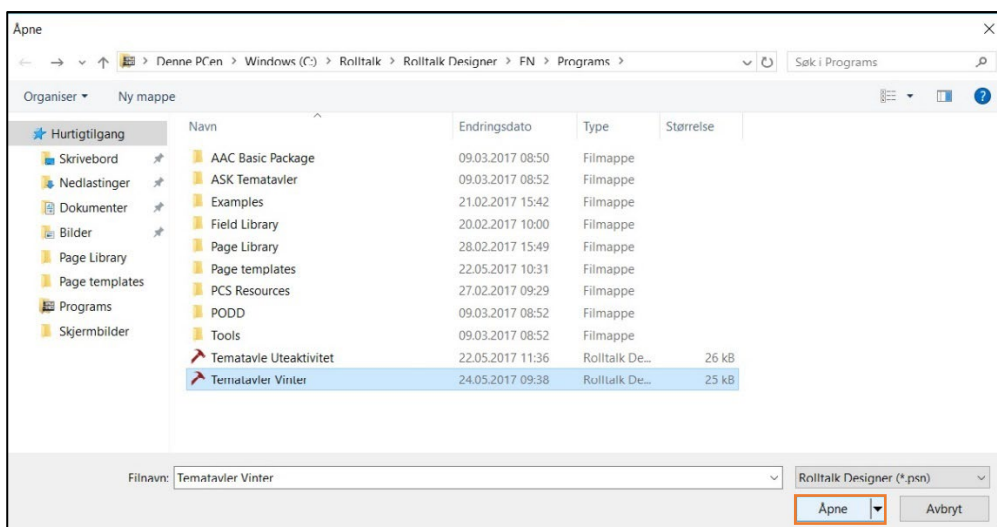 Åpne
Denne PCen > Windows (C:) > Rolltalk > Rolltalk Designer > EN > Programs >
Søk i Programs
Organiser
Ny mappe
Navn Endringsdato Type Størrelse
Hurtigtilgang
Skrivebord
Nedlastinger
Dokumenter
Bilder
Page Library
Page templates
Programs
Skjermbilder
AAC Basic Package 09.03.2017 08:50 Filmappe
ASK Tematavler 09.03.2017 08:52 Filmappe
Examples 21.02.2017 15:42 Filmappe
Field Library 20.02.2017 10:00 Filmappe
Page Library 28.02.2017 15:49 Filmappe
Page templates 22.05.2017 10:31 Filmappe
PCS Resources 27.02.2017 09:29 Filmappe
PODD 09.03.2017 08:52 Filmappe
Tools 09.03.2017 08:52 Filmappe
Tematavle Uteaktivitet 22.05.2017 11:36 Rolltalk De... 26 kB
Tematavler Vinter 24.05.2017 09:38 Rolltalk De... 25 kB
Filnavn: Tematavler Vinter
Rolltalk Designer (*.psn)
Åpne
Avbryt